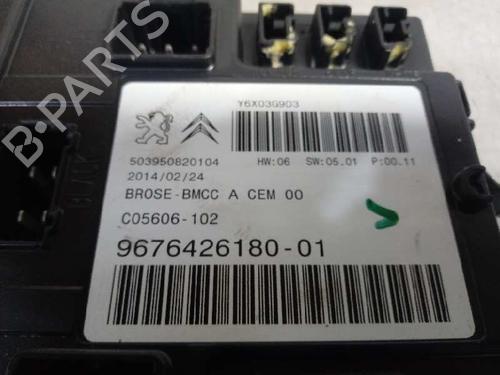 Y6X03G903
503950820104 HW:06 SW:05.01 P:00.11
2014/02/24
BROSE-BMCC A CEM 00
C05606-102
9676426180-01
B-PARTS